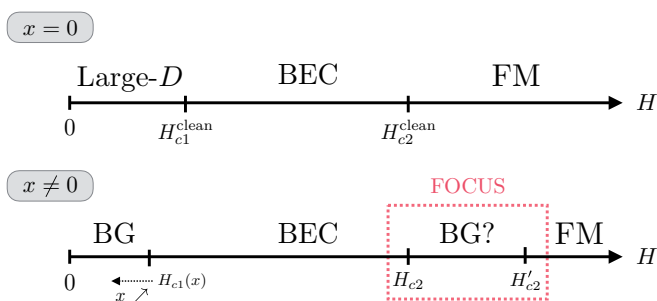 x = 0
Large-D BEC FM
H
0 H_{c1}^{clean} H_{c2}^{clean}
x ≠ 0
FOCUS
BG BEC BG? FM
H
0 H_{c1}(x) H_{c2} H'_{c2}
x ↗